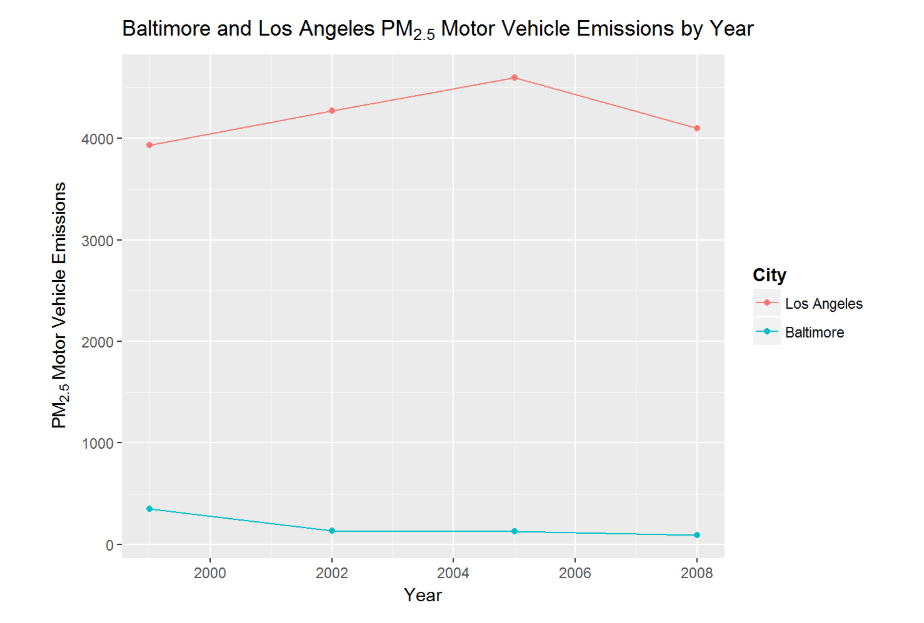 Baltimore and Los Angeles PM2.5 Motor Vehicle Emissions by Year
PM2.5 Motor Vehicle Emissions
4000
3000
2000
1000
0
2000
2002
2004
2006
2008
Year
City
Los Angeles
Baltimore